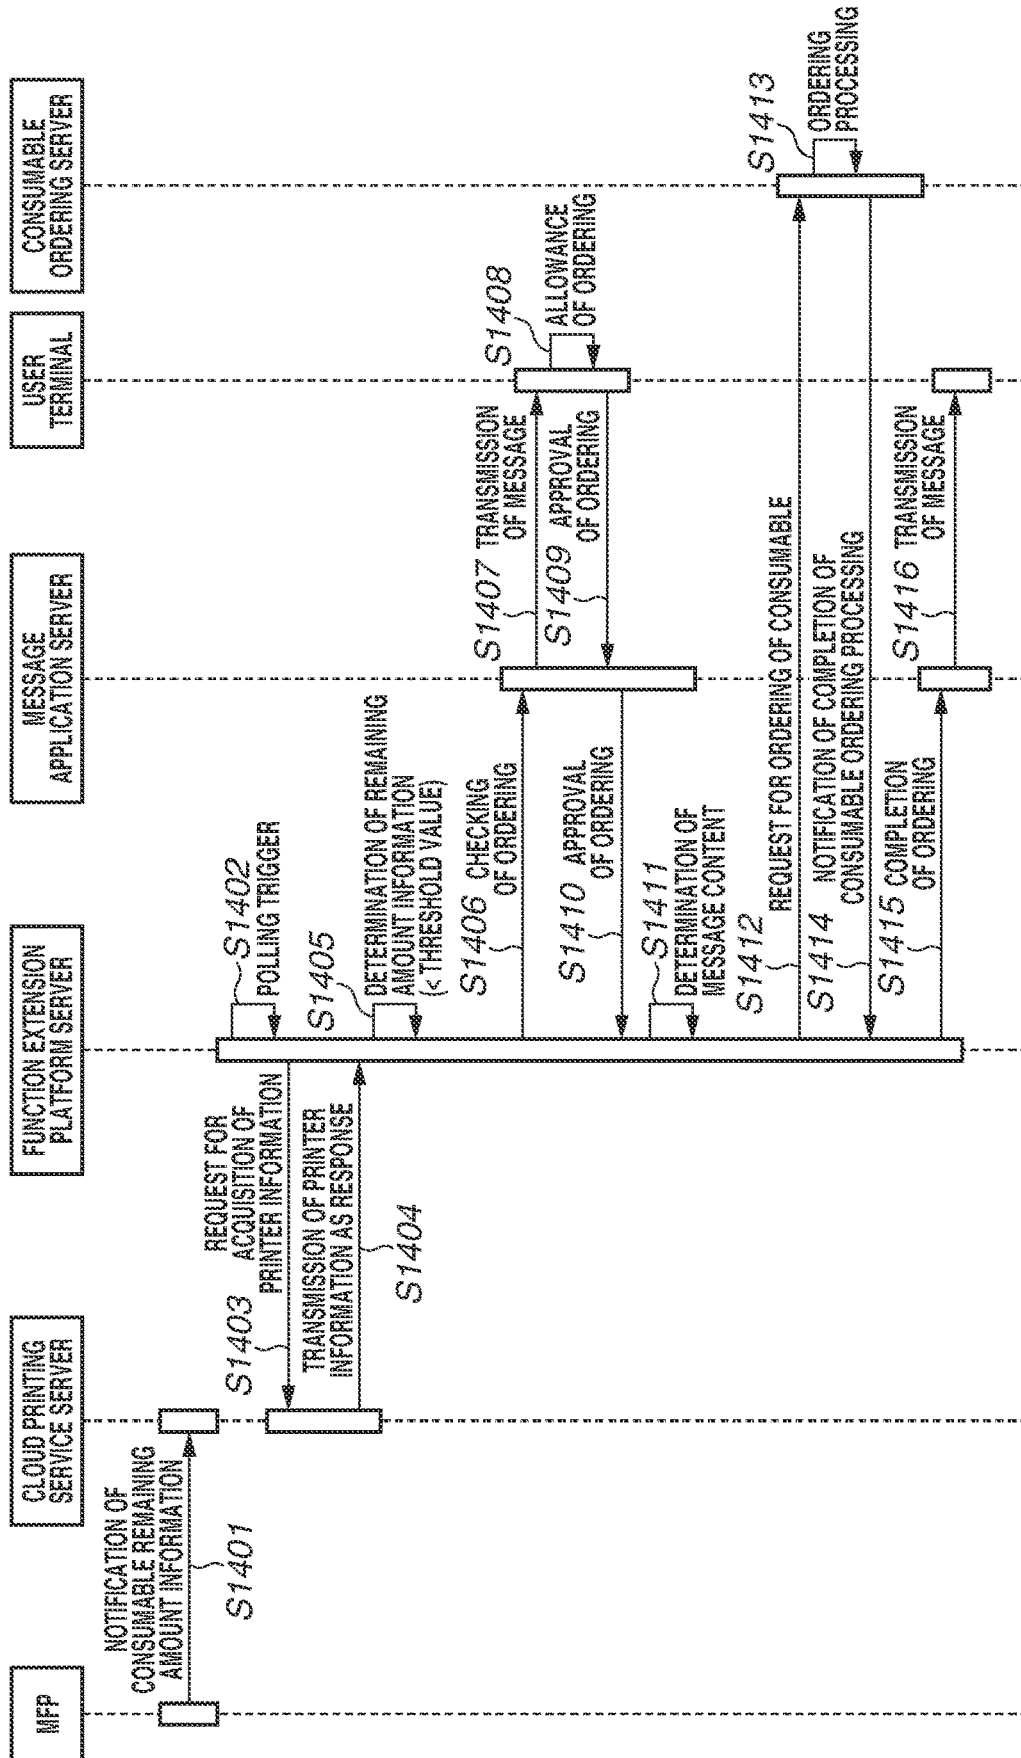 MFP
CLOUD PRINTING
SERVICE SERVER
FUNCTION EXTENSION
PLATFORM SERVER
MESSAGE
APPLICATION SERVER
USER
TERMINAL
CONSUMABLE
ORDERING SERVER
NOTIFICATION OF
CONSUMABLE REMAINING
AMOUNT INFORMATION
S1401
S1402
POLLING TRIGGER
REQUEST FOR
ACQUISITION OF
PRINTER INFORMATION
S1403
TRANSMISSION OF PRINTER
INFORMATION AS RESPONSE
S1404
S1405
DETERMINATION OF REMAINING
AMOUNT INFORMATION
(< THRESHOLD VALUE)
S1406 CHECKING
OF ORDERING
S1407 TRANSMISSION
OF MESSAGE
S1408
ALLOWANCE
OF ORDERING
S1409 APPROVAL
OF ORDERING
S1410 APPROVAL
OF ORDERING
S1411
DETERMINATION OF
MESSAGE CONTENT
S1412
REQUEST FOR ORDERING OF CONSUMABLE
S1413
ORDERING
PROCESSING
S1414
NOTIFICATION OF COMPLETION OF
CONSUMABLE ORDERING PROCESSING
S1415 COMPLETION
OF ORDERING
S1416 TRANSMISSION
OF MESSAGE